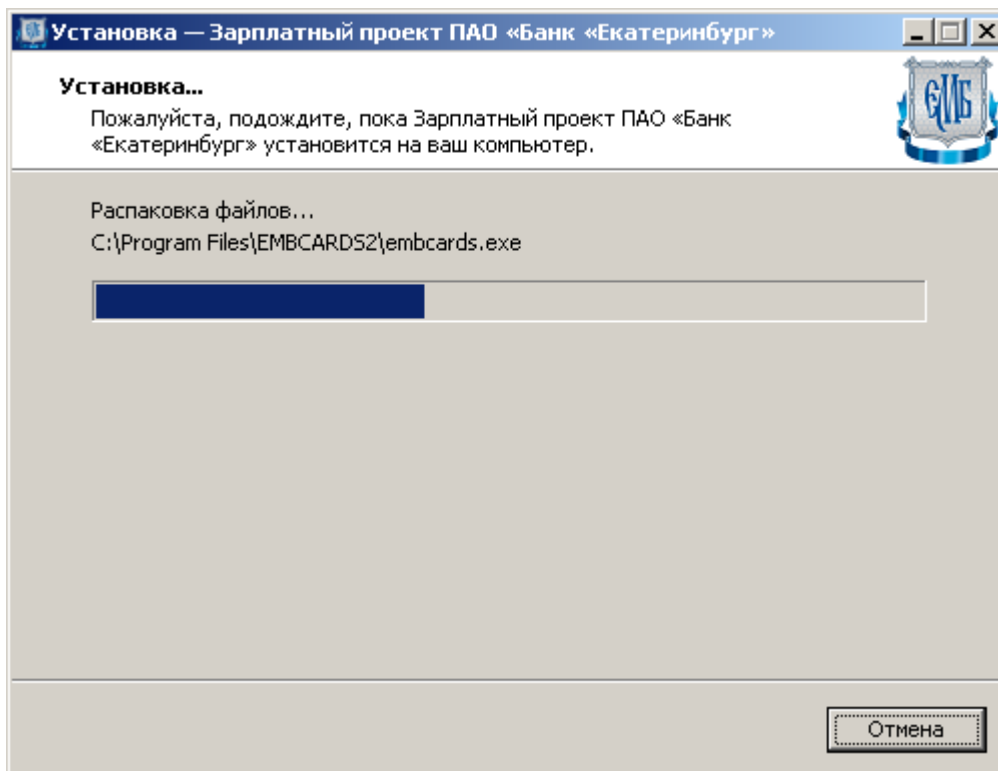 Установка — Зарплатный проект ПАО «Банк «Екатеринбург»
Установка...
Пожалуйста, подождите, пока Зарплатный проект ПАО «Банк
«Екатеринбург» установится на ваш компьютер.
ЕМБ
Распаковка файлов...
C:\Program Files\EMBCARDS2\embcards.exe
Отмена